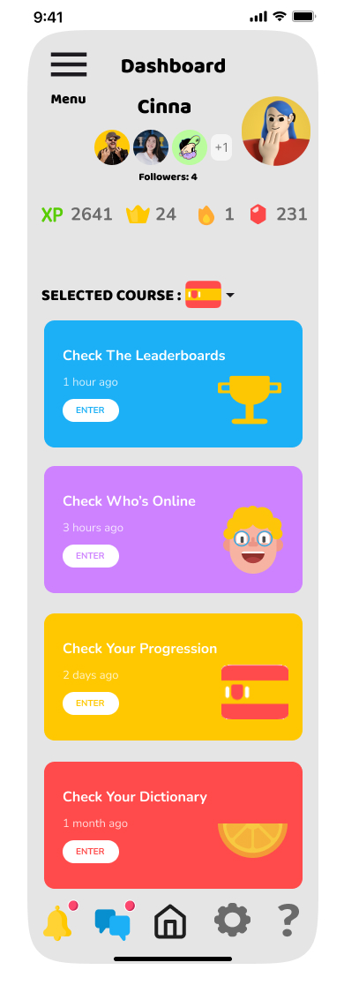 9:41
Dashboard
Menu
Cinna
+1
Followers: 4
XP 2641 24 1 231
SELECTED COURSE :
Check The Leaderboards
1 hour ago
ENTER
Check Who's Online
3 hours ago
ENTER
Check Your Progression
2 days ago
ENTER
Check Your Dictionary
1 month ago
ENTER
?